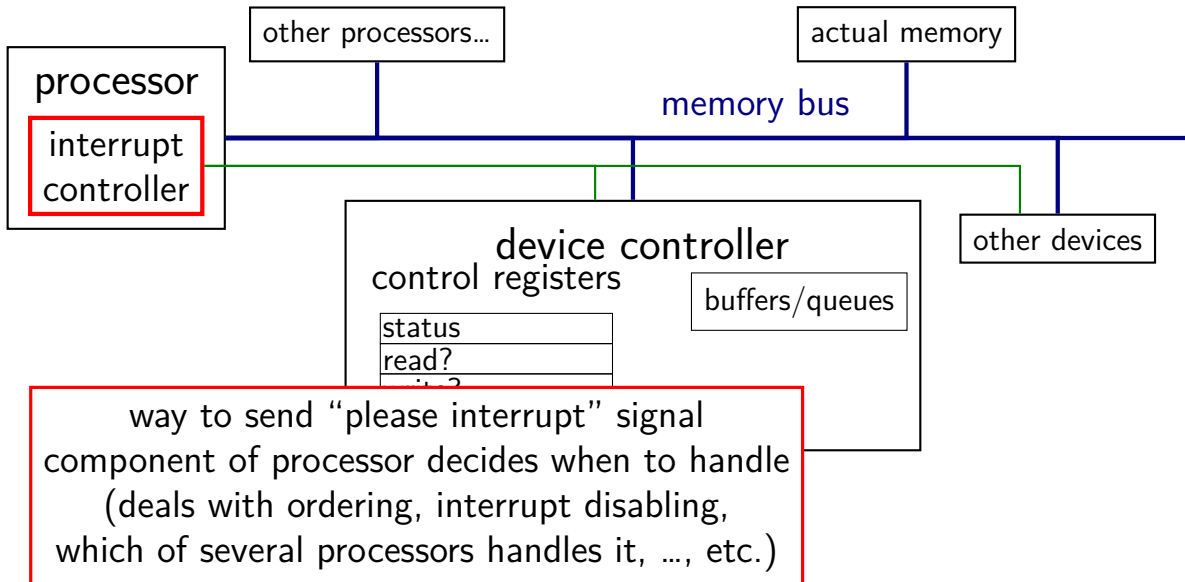 other processors…
actual memory
processor
memory bus
interrupt
controller
other devices
device controller
control registers
buffers/queues
status
read?
write?
way to send “please interrupt” signal
component of processor decides when to handle
(deals with ordering, interrupt disabling,
which of several processors handles it, …, etc.)